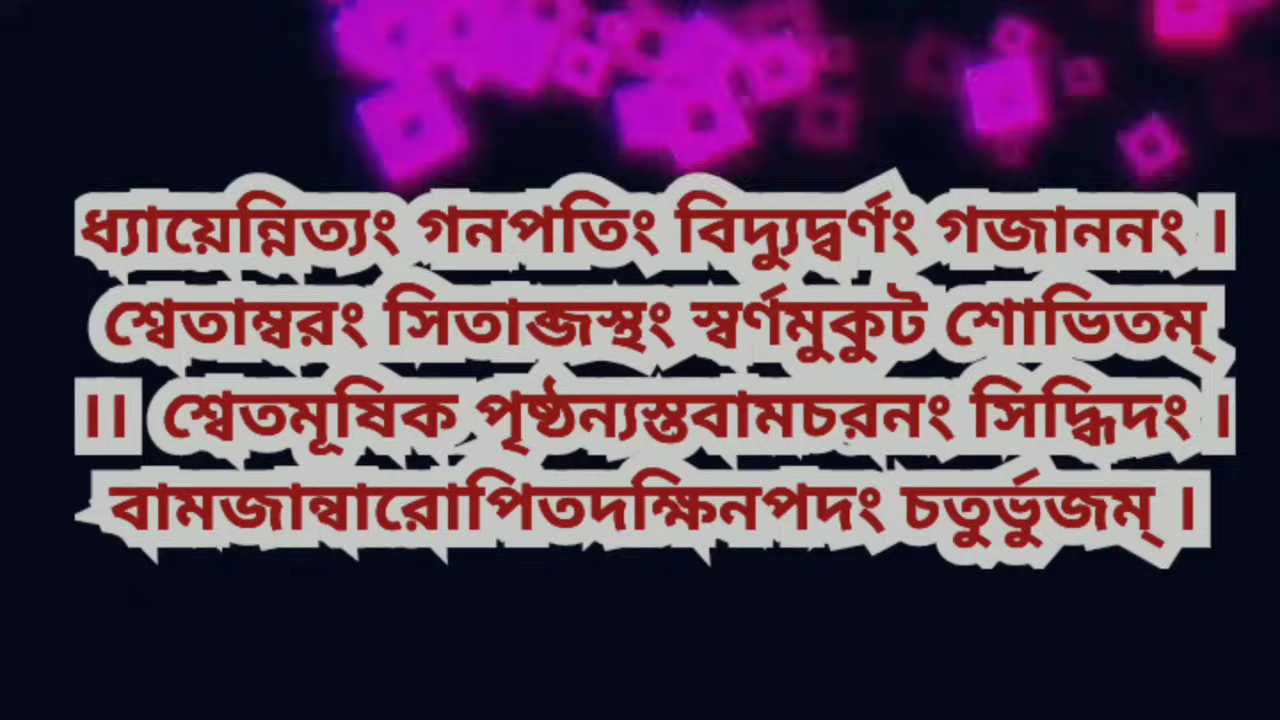 ধ্যায়েন্নিত্যং গনপতিং বিদ্যুদ্বর্ণং গজাননং ।
শ্বেতাম্বরং সিতাব্জস্থং স্বর্ণমুকুট শোভিতম্
।। শ্বেতমূষিক পৃষ্ঠন্যস্তবামচরনং সিদ্ধিদং ।
বামজান্বারোপিতদক্ষিনপদং চতুর্ভুজম্ ।